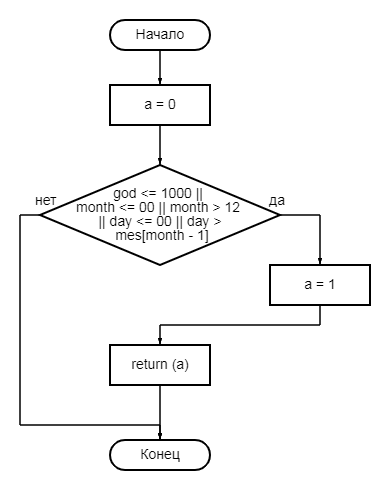 Начало
a = 0
нет
да
god <= 1000 ||
month <= 00 || month > 12
|| day <= 00 || day >
mes[month - 1]
a = 1
return (a)
Конец